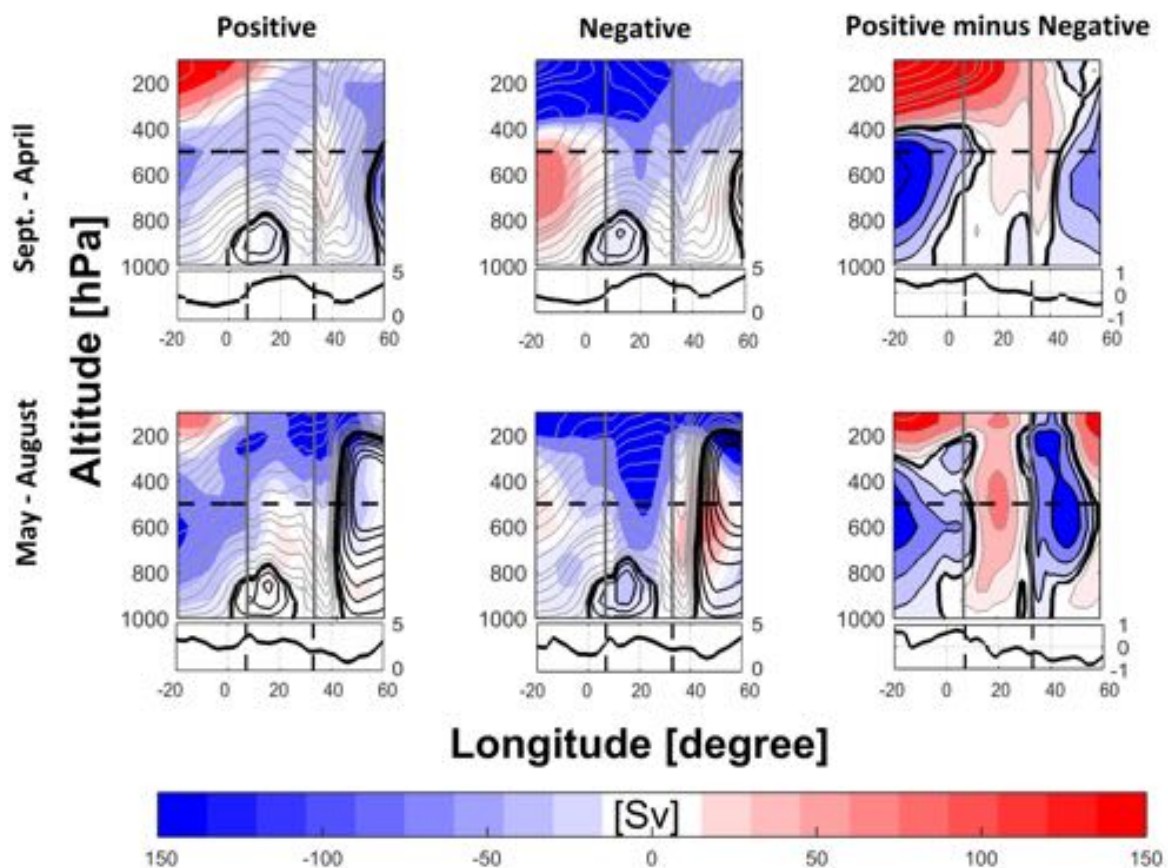 Positive Negative Positive minus Negative
Sept. - April
200 200 200
400 400 400
600 600 600
800 800 800
1000 1000 1000
5 5 1
0 0 0
-1
-20 0 20 40 60 -20 0 20 40 60 -20 0 20 40 60
Altitude [hPa]
May - August
200 200 200
400 400 400
600 600 600
800 800 800
1000 1000 1000
5 5 1
0 0 0
-1
-20 0 20 40 60 -20 0 20 40 60 -20 0 20 40 60
Longitude [degree]
[Sv]
150 -100 -50 0 50 100 150